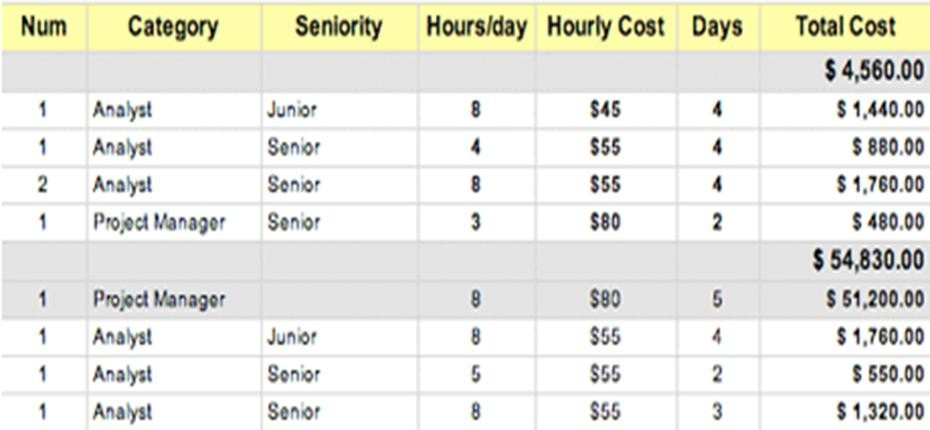 Num Category Seniority Hours/day Hourly Cost Days Total Cost
$ 4,560.00
1 Analyst Junior 8 $45 4 $ 1,440.00
1 Analyst Senior 4 $55 4 $ 880.00
2 Analyst Senior 8 $55 4 $ 1,760.00
1 Project Manager Senior 3 $80 2 $ 480.00
$ 54,830.00
1 Project Manager 8 $80 5 $ 51,200.00
1 Analyst Junior 8 $55 4 $ 1,760.00
1 Analyst Senior 5 $55 2 $ 550.00
1 Analyst Senior 8 $55 3 $ 1,320.00